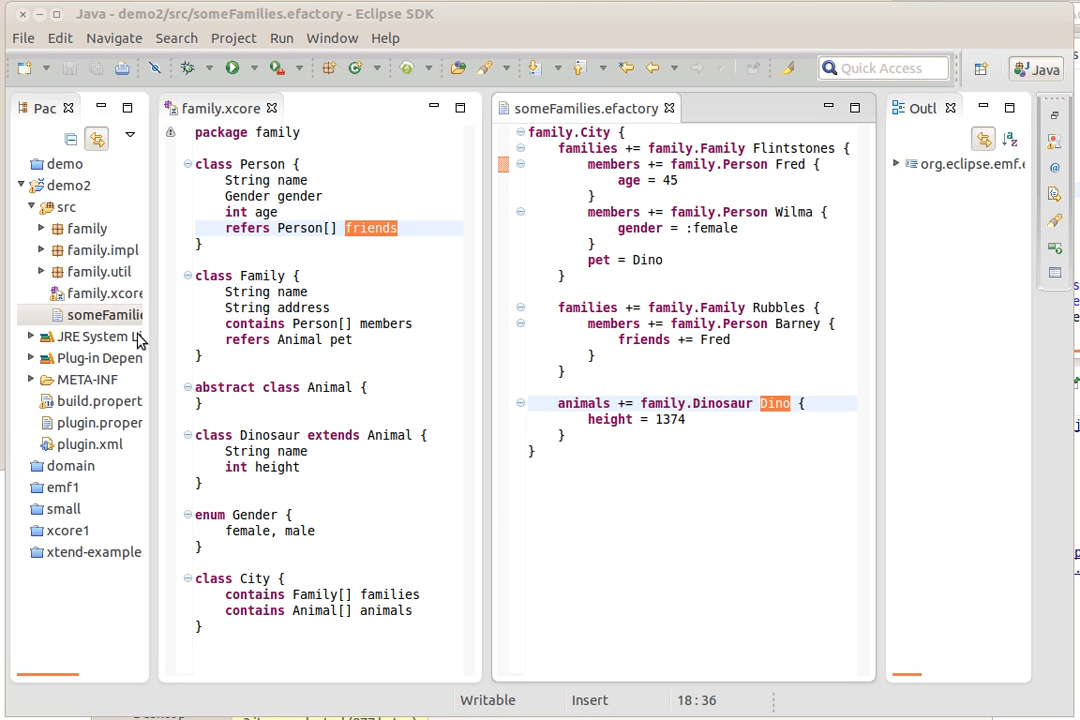 Java - demo2/src/someFamilies.efactory - Eclipse SDK
File Edit Navigate Search Project Run Window Help
Quick Access
Java
Pac
demo
demo2
src
family
family.impl
family.util
family.xcore
someFamilie
JRE System L
Plug-in Depen
META-INF
build.propert
plugin.proper
plugin.xml
domain
emf1
small
xcore1
xtend-example
family.xcore
package family
class Person {
String name
Gender gender
int age
refers Person[] friends
}
class Family {
String name
String address
contains Person[] members
refers Animal pet
}
abstract class Animal {
}
class Dinosaur extends Animal {
String name
int height
}
enum Gender {
female, male
}
class City {
contains Family[] families
contains Animal[] animals
}
someFamilies.efactory
family.City {
families += family.Family Flintstones {
members += family.Person Fred {
age = 45
}
members += family.Person Wilma {
gender = :female
}
pet = Dino
}
families += family.Family Rubbles {
members += family.Person Barney {
friends += Fred
}
}
animals += family.Dinosaur Dino {
height = 1374
}
}
Outl
org.eclipse.emf.e
Writable
Insert
18:36